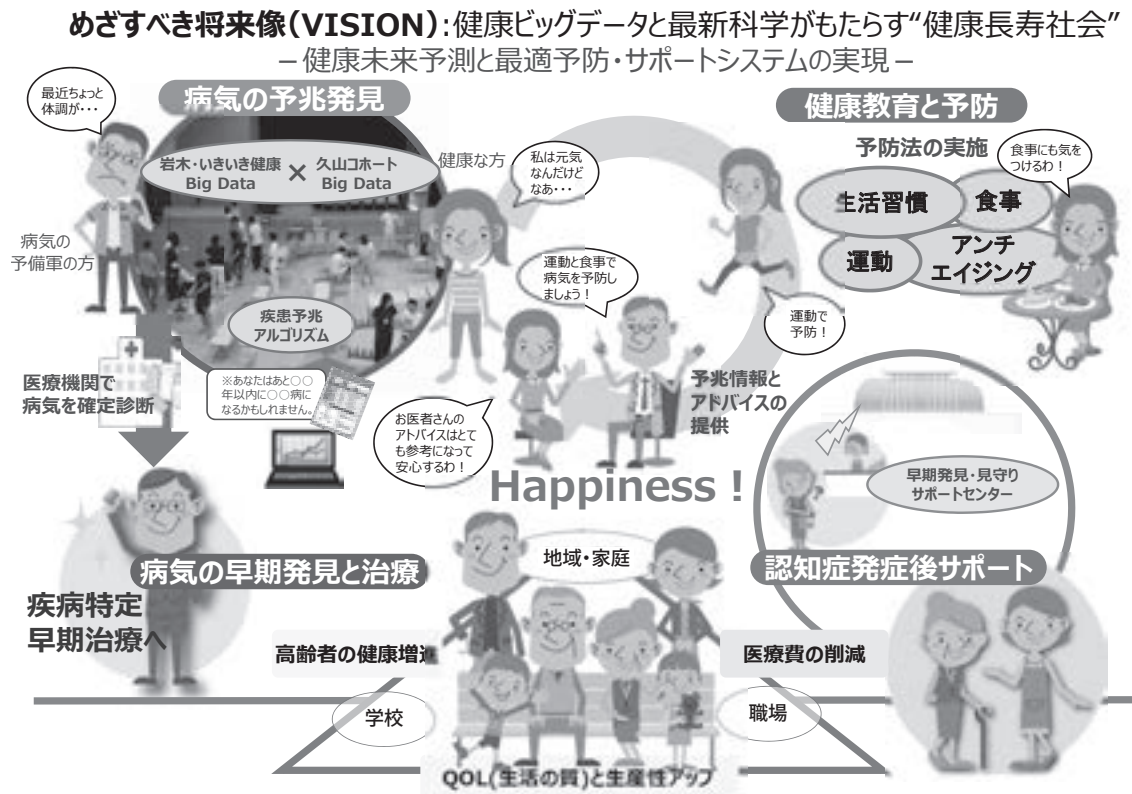 めざすべき将来像(VISION):健康ビッグデータと最新科学がもたらす“健康長寿社会”
－健康未来予測と最適予防・サポートシステムの実現－
最近ちょっと
体調が・・・
病気の予兆発見
岩木・いきいき健康
Big Data
×
久山コホート
Big Data
健康な方
私は元気
なんだけど
なあ・・・
病気の
予備軍の方
疾患予兆
アルゴリズム
※あなたはあと○○
年以内に○○病に
なるかもしれません。
医療機関で
病気を確定診断
運動と食事で
病気を予防し
ましょう！
お医者さんの
アトバイスはとて
も参考になって
安心するわ！
健康教育と予防
予防法の実施
食事にも気を
つけるわ！
生活習慣
食事
運動
アンチ
エイジング
運動で
予防！
予兆情報と
アドバイスの
提供
早期発見・見守り
サポートセンター
Happiness！
病気の早期発見と治療
疾病特定
早期治療へ
地域・家庭
認知症発症後サポート
高齢者の健康増進
医療費の削減
学校
職場
QOL(生活の質)と生産性アップ